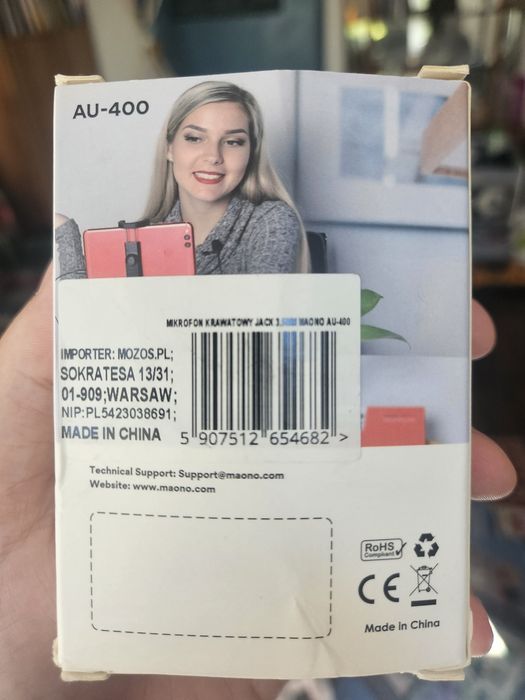 AU-400
MIKROFON KRAWATOWY JACK 3,5MM MAONO AU-400
IMPORTER: MOZOS.PL;
SOKRATESA 13/31;
01-909;WARSAW;
NIP:PL5423038691;
MADE IN CHINA
5 907512 654682 >
Technical Support: Support@maono.com
Website: www.maono.com
RoHS
Compliant
CE
Made in China